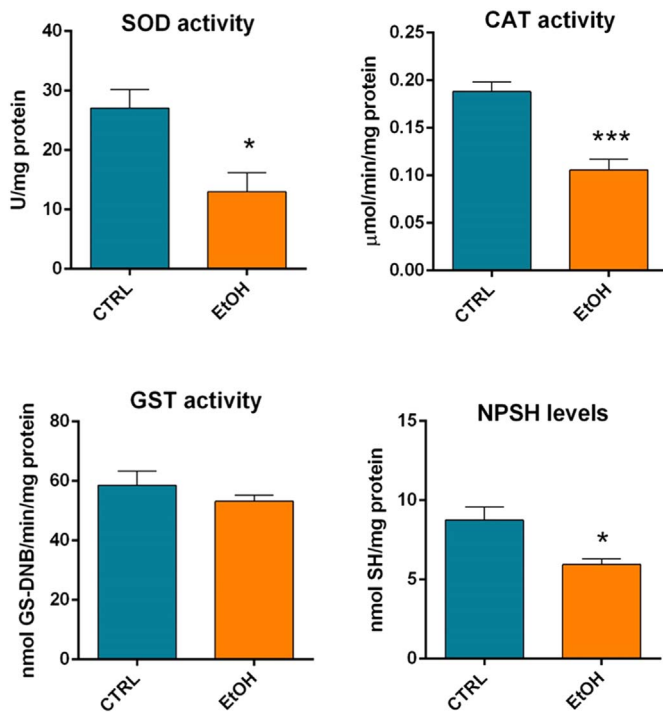 SOD activity
U/mg protein
40
30
20
10
0
*
CTRL
EtOH
CAT activity
μmol/min/mg protein
0.25
0.20
0.15
0.10
0.05
0.00
***
CTRL
EtOH
GST activity
nmol GS-DNB/min/mg protein
80
60
40
20
0
CTRL
EtOH
NPSH levels
nmol SH/mg protein
15
10
5
0
*
CTRL
EtOH